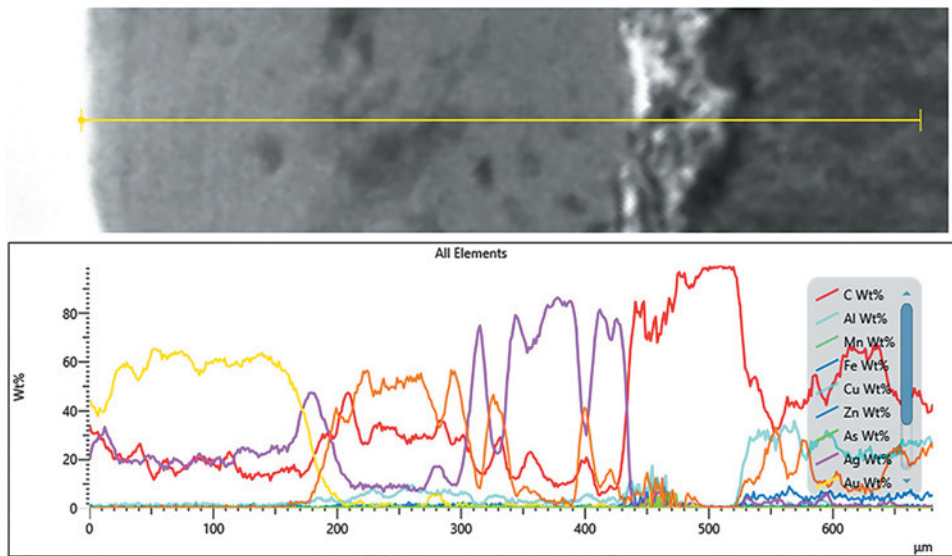 All Elements
Wt%
80
60
40
20
0
0 100 200 300 400 500 600
µm
C Wt%
Al Wt%
Mn Wt%
Fe Wt%
Cu Wt%
Zn Wt%
As Wt%
Ag Wt%
Au Wt%